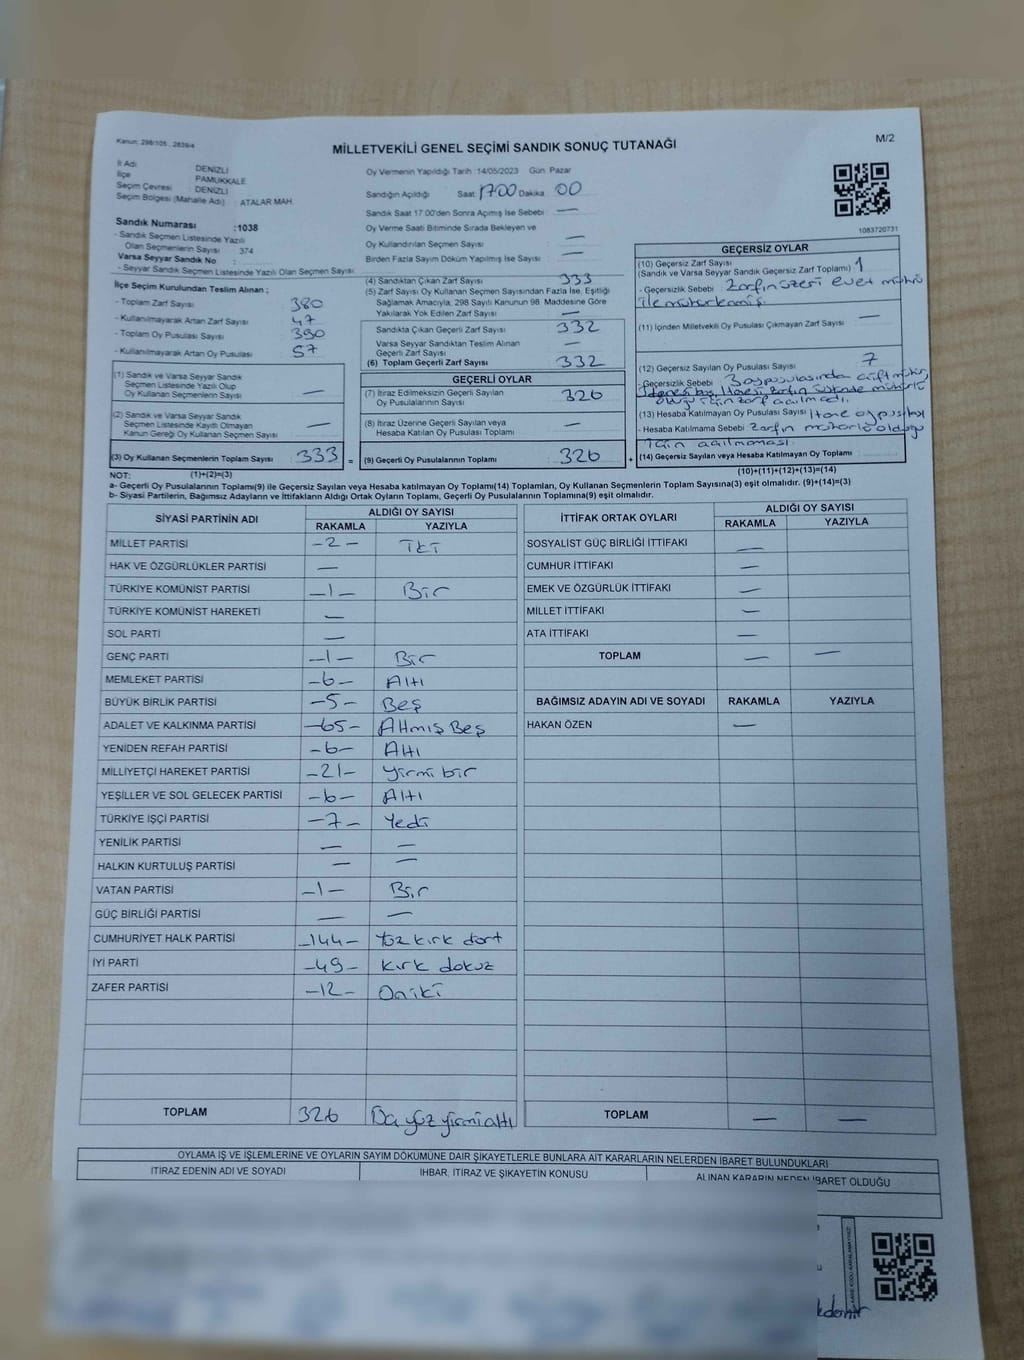 Kanun: 298/105 , 2839/4
MİLLETVEKİLİ GENEL SEÇİMİ SANDIK SONUÇ TUTANAĞI
M/2
İl Adı DENİZLİ
İlçe PAMUKKALE
Seçim Çevresi DENİZLİ
Seçim Bölgesi (Mahalle Adı) : ATALAR MAH.
Sandık Numarası :1038
- Sandık Seçmen Listesinde Yazılı
Olan Seçmenlerin Sayısı : 374
Varsa Seyyar Sandık No :
- Seyyar Sandık Seçmen Listesinde Yazılı Olan Seçmen Sayısı
Oy Vermenin Yapıldığı Tarih :14/05/2023 Gün Pazar
Sandığın Açıldığı Saat 1700 Dakika 00
Sandık Saat 17.00'den Sonra Açılmış İse Sebebi —
Oy Verme Saati Bitiminde Sırada Bekleyen ve
Oy Kullandırılan Seçmen Sayısı : —
Birden Fazla Sayım Döküm Yapılmış İse Sayısı —
1083720731
İlçe Seçim Kurulundan Teslim Alınan ;
- Toplam Zarf Sayısı 380
- Kullanılmayarak Artan Zarf Sayısı 47
- Toplam Oy Pusulası Sayısı : 390
- Kullanılmayarak Artan Oy Pusulası 57
(1) Sandık ve Varsa Seyyar Sandık
Seçmen Listesinde Yazılı Olup
Oy Kullanan Seçmenlerin Sayısı —
(2) Sandık ve Varsa Seyyar Sandık
Seçmen Listesinde Kayıtlı Olmayan
Kanun Gereği Oy Kullanan Seçmen Sayısı —
(3) Oy Kullanan Seçmenlerin Toplam Sayısı 333 =
(4) Sandıktan Çıkan Zarf Sayısı 333
(5) Zarf Sayısı Oy Kullanan Seçmen Sayısından Fazla İse, Eşitliği
Sağlamak Amacıyla, 298 Sayılı Kanunun 98. Maddesine Göre
Yakılarak Yok Edilen Zarf Sayısı —
Sandıkta Çıkan Geçerli Zarf Sayısı 332
Varsa Seyyar Sandıktan Teslim Alınan
Geçerli Zarf Sayısı —
(6) Toplam Geçerli Zarf Sayısı 332
GEÇERLİ OYLAR
(7) İtiraz Edilmeksizin Geçerli Sayılan
Oy Pusulalarının Sayısı 326
(8) İtiraz Üzerine Geçerli Sayılan veya
Hesaba Katılan Oy Pusulası Toplamı —
(9) Geçerli Oy Pusulalarının Toplamı 326 +
GEÇERSİZ OYLAR
(10) Geçersiz Zarf Sayısı
(Sandık ve Varsa Seyyar Sandık Geçersiz Zarf Toplamı) 1
- Geçersizlik Sebebi Zarfın üzeri evet mührü
ile mühürlenmiş
(11) İçinden Milletvekili Oy Pusulası Çıkmayan Zarf Sayısı —
(12) Geçersiz Sayılan Oy Pusulası Sayısı 7
- Geçersizlik Sebebi 3 oy pusulasında çift mühür,
zarfın üstünde mühürlü
olduğu için zarf açılmadı.
(13) Hesaba Katılmayan Oy Pusulası Sayısı 1 tane oy pusulası
- Hesaba Katılmama Sebebi Zarfın mühürlü olduğu
için açılmaması
(14) Geçersiz Sayılan veya Hesaba Katılmayan Oy Toplamı
NOT: (1)+(2)=(3)
(10)+(11)+(12)+(13)=(14)
a- Geçerli Oy Pusulalarının Toplamı(9) ile Geçersiz Sayılan veya Hesaba katılmayan Oy Toplamı(14) Toplamları, Oy Kullanan Seçmenlerin Toplam Sayısına(3) eşit olmalıdır. (9)+(14)=(3)
b- Siyasi Partilerin, Bağımsız Adayların ve İttifakların Aldığı Ortak Oyların Toplamı, Geçerli Oy Pusulalarının Toplamına(9) eşit olmalıdır.
SİYASİ PARTİNİN ADI
ALDIĞI OY SAYISI
RAKAMLA YAZIYLA
MİLLET PARTİSİ -2- İki
HAK VE ÖZGÜRLÜKLER PARTİSİ —
TÜRKİYE KOMÜNİST PARTİSİ -1- Bir
TÜRKİYE KOMÜNİST HAREKETİ —
SOL PARTİ —
GENÇ PARTİ -1- Bir
MEMLEKET PARTİSİ -6- Altı
BÜYÜK BİRLİK PARTİSİ -5- Beş
ADALET VE KALKINMA PARTİSİ -65- Altmış Beş
YENİDEN REFAH PARTİSİ -6- Altı
MİLLİYETÇİ HAREKET PARTİSİ -21- Yirmi bir
YEŞİLLER VE SOL GELECEK PARTİSİ -6- Altı
TÜRKİYE İŞÇİ PARTİSİ -7- Yedi
YENİLİK PARTİSİ — —
HALKIN KURTULUŞ PARTİSİ — —
VATAN PARTİSİ -1- Bir
GÜÇ BİRLİĞİ PARTİSİ — —
CUMHURİYET HALK PARTİSİ -144- Yüz kırk dört
İYİ PARTİ -49- Kırk dokuz
ZAFER PARTİSİ -12- Oniki
TOPLAM 326 yüz yirmi altı
İTTİFAK ORTAK OYLARI
ALDIĞI OY SAYISI
RAKAMLA YAZIYLA
SOSYALİST GÜÇ BİRLİĞİ İTTİFAKI —
CUMHUR İTTİFAKI —
EMEK VE ÖZGÜRLÜK İTTİFAKI —
MİLLET İTTİFAKI —
ATA İTTİFAKI —
TOPLAM — —
BAĞIMSIZ ADAYIN ADI VE SOYADI RAKAMLA YAZIYLA
HAKAN ÖZEN —
TOPLAM — —
OYLAMA İŞ VE İŞLEMLERİNE VE OYLARIN SAYIM DÖKÜMÜNE DAİR ŞİKAYETLERLE BUNLARA AİT KARARLARIN NELERDEN İBARET BULUNDUKLARI
İTİRAZ EDENİN ADI VE SOYADI
İHBAR, İTİRAZ VE ŞİKAYETİN KONUSU
ALINAN KARARIN NEDEN İBARET OLDUĞU